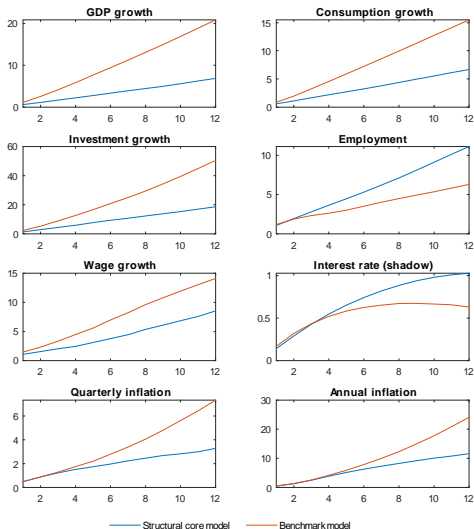 GDP growth
20
10
0
2 4 6 8 10 12
Consumption growth
15
10
5
0
2 4 6 8 10 12
Investment growth
60
40
20
0
2 4 6 8 10 12
Employment
10
5
0
2 4 6 8 10 12
Wage growth
15
10
5
0
2 4 6 8 10 12
Interest rate (shadow)
1
0.5
0
2 4 6 8 10 12
Quarterly inflation
6
4
2
0
2 4 6 8 10 12
Annual inflation
30
20
10
0
2 4 6 8 10 12
Structural core model
Benchmark model